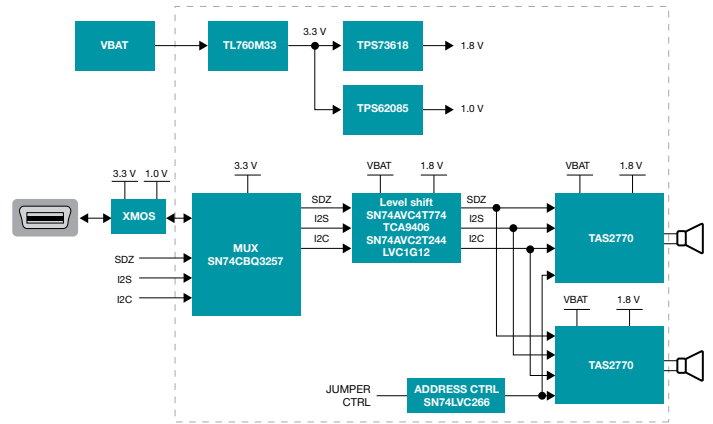 VBAT
TL760M33
3.3 V
TPS73618
1.8 V
TPS62085
1.0 V
3.3 V
1.0 V
XMOS
SDZ
I2S
I2C
3.3 V
MUX
SN74CBQ3257
SDZ
I2S
I2C
VBAT
1.8 V
Level shift
SN74AVC4T774
TCA9406
SN74AVC2T244
LVC1G12
SDZ
I2S
I2C
VBAT
1.8 V
TAS2770
VBAT
1.8 V
TAS2770
JUMPER
CTRL
ADDRESS CTRL
SN74LVC266